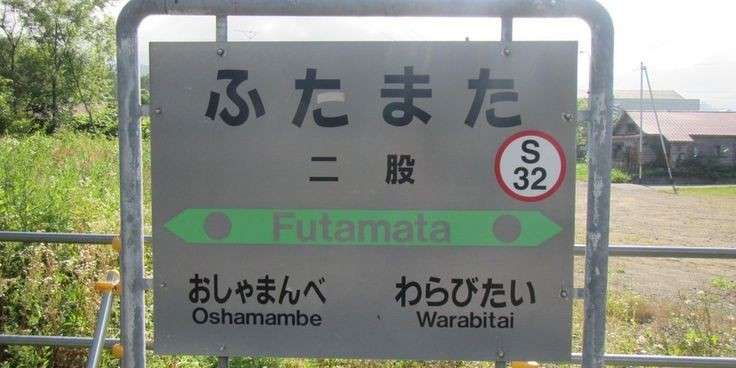 ふたまた
二股
S
32
Futamata
おしゃまんべ
Oshamambe
わらびたい
Warabitai